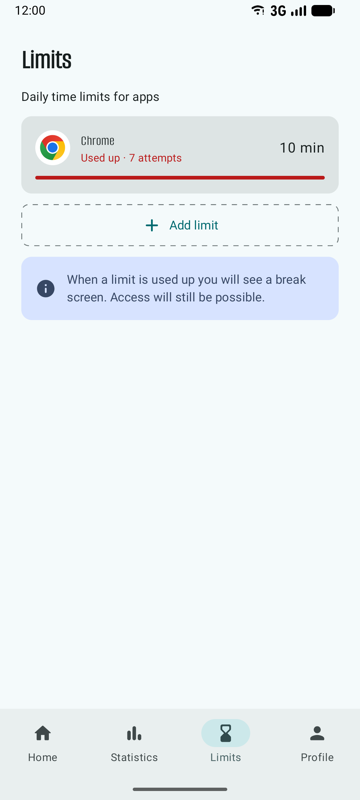 12:00
3G
Limits
Daily time limits for apps
Chrome
Used up · 7 attempts
10 min
Add limit
When a limit is used up you will see a break
screen. Access will still be possible.
Home
Statistics
Limits
Profile